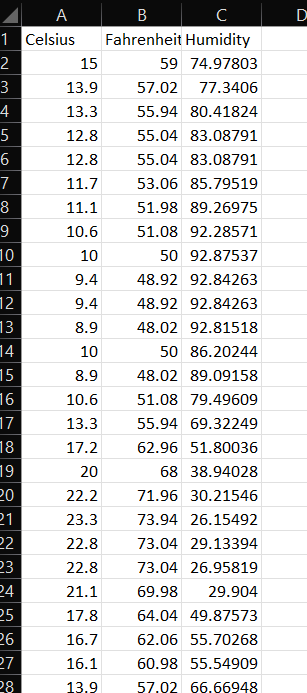 A B C D
1 Celsius Fahrenheit Humidity
2 15 59 74.97803
3 13.9 57.02 77.3406
4 13.3 55.94 80.41824
5 12.8 55.04 83.08791
6 12.8 55.04 83.08791
7 11.7 53.06 85.79519
8 11.1 51.98 89.26975
9 10.6 51.08 92.28571
10 10 50 92.87537
11 9.4 48.92 92.84263
12 9.4 48.92 92.84263
13 8.9 48.02 92.81518
14 10 50 86.20244
15 8.9 48.02 89.09158
16 10.6 51.08 79.49609
17 13.3 55.94 69.32249
18 17.2 62.96 51.80036
19 20 68 38.94028
20 22.2 71.96 30.21546
21 23.3 73.94 26.15492
22 22.8 73.04 29.13394
23 22.8 73.04 26.95819
24 21.1 69.98 29.904
25 17.8 64.04 49.87573
26 16.7 62.06 55.70268
27 16.1 60.98 55.54909
28 13.9 57.02 66.66948